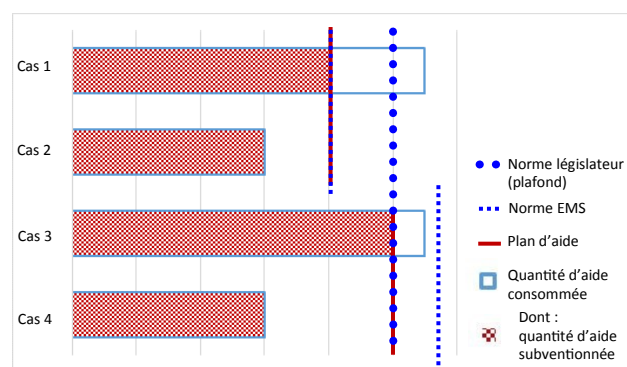 Cas 1
Cas 2
Cas 3
Cas 4
Norme législateur
(plafond)
Norme EMS
Plan d'aide
Quantité d'aide
consommée
Dont :
quantité d'aide
subventionnée